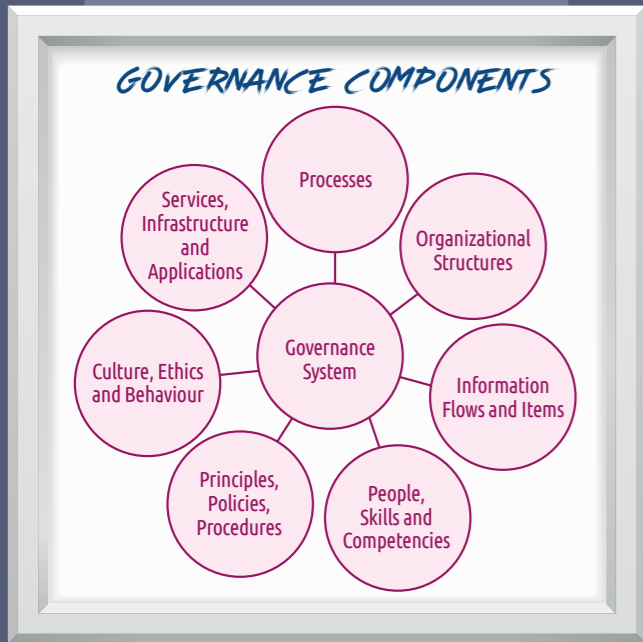 GOVERNANCE COMPONENTS
Processes
Organizational
Structures
Information
Flows and Items
People,
Skills and
Competencies
Principles,
Policies,
Procedures
Culture, Ethics
and Behaviour
Services,
Infrastructure
and
Applications
Governance
System